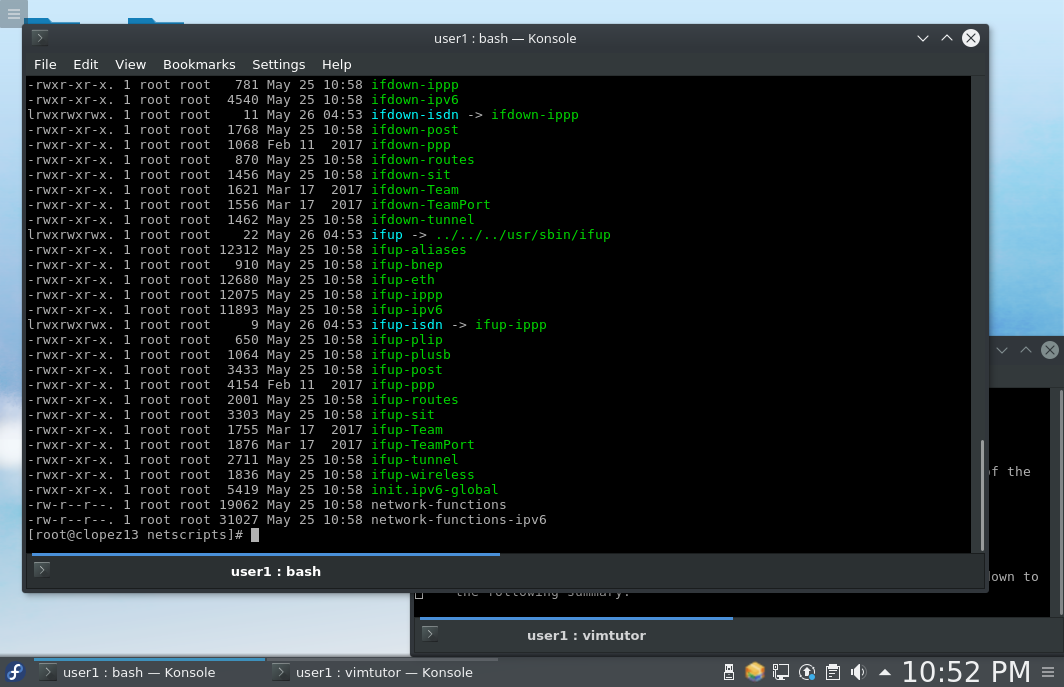 user1 : bash — Konsole
File Edit View Bookmarks Settings Help
-rwxr-xr-x. 1 root root   781 May 25 10:58 ifdown-ippp
-rwxr-xr-x. 1 root root  4540 May 25 10:58 ifdown-ipv6
lrwxrwxrwx. 1 root root    11 May 26 04:53 ifdown-isdn -> ifdown-ippp
-rwxr-xr-x. 1 root root  1768 May 25 10:58 ifdown-post
-rwxr-xr-x. 1 root root  1068 Feb 11  2017 ifdown-ppp
-rwxr-xr-x. 1 root root   870 May 25 10:58 ifdown-routes
-rwxr-xr-x. 1 root root  1456 May 25 10:58 ifdown-sit
-rwxr-xr-x. 1 root root  1621 Mar 17  2017 ifdown-Team
-rwxr-xr-x. 1 root root  1556 Mar 17  2017 ifdown-TeamPort
-rwxr-xr-x. 1 root root  1462 May 25 10:58 ifdown-tunnel
lrwxrwxrwx. 1 root root    22 May 26 04:53 ifup -> ../../../usr/sbin/ifup
-rwxr-xr-x. 1 root root 12312 May 25 10:58 ifup-aliases
-rwxr-xr-x. 1 root root   910 May 25 10:58 ifup-bnep
-rwxr-xr-x. 1 root root 12680 May 25 10:58 ifup-eth
-rwxr-xr-x. 1 root root 12075 May 25 10:58 ifup-ippp
-rwxr-xr-x. 1 root root 11893 May 25 10:58 ifup-ipv6
lrwxrwxrwx. 1 root root     9 May 26 04:53 ifup-isdn -> ifup-ippp
-rwxr-xr-x. 1 root root   650 May 25 10:58 ifup-plip
-rwxr-xr-x. 1 root root  1064 May 25 10:58 ifup-plusb
-rwxr-xr-x. 1 root root  3433 May 25 10:58 ifup-post
-rwxr-xr-x. 1 root root  4154 Feb 11  2017 ifup-ppp
-rwxr-xr-x. 1 root root  2001 May 25 10:58 ifup-routes
-rwxr-xr-x. 1 root root  3303 May 25 10:58 ifup-sit
-rwxr-xr-x. 1 root root  1755 Mar 17  2017 ifup-Team
-rwxr-xr-x. 1 root root  1876 Mar 17  2017 ifup-TeamPort
-rwxr-xr-x. 1 root root  2711 May 25 10:58 ifup-tunnel
-rwxr-xr-x. 1 root root  1836 May 25 10:58 ifup-wireless
-rwxr-xr-x. 1 root root  5419 May 25 10:58 init.ipv6-global
-rw-r--r--. 1 root root 19062 May 25 10:58 network-functions
-rw-r--r--. 1 root root 31027 May 25 10:58 network-functions-ipv6
[root@clopez13 netscripts]#
user1 : bash
of the
down to
the following summary.
user1 : vimtutor
user1 : bash — Konsole
user1 : vimtutor — Konsole
10:52 PM